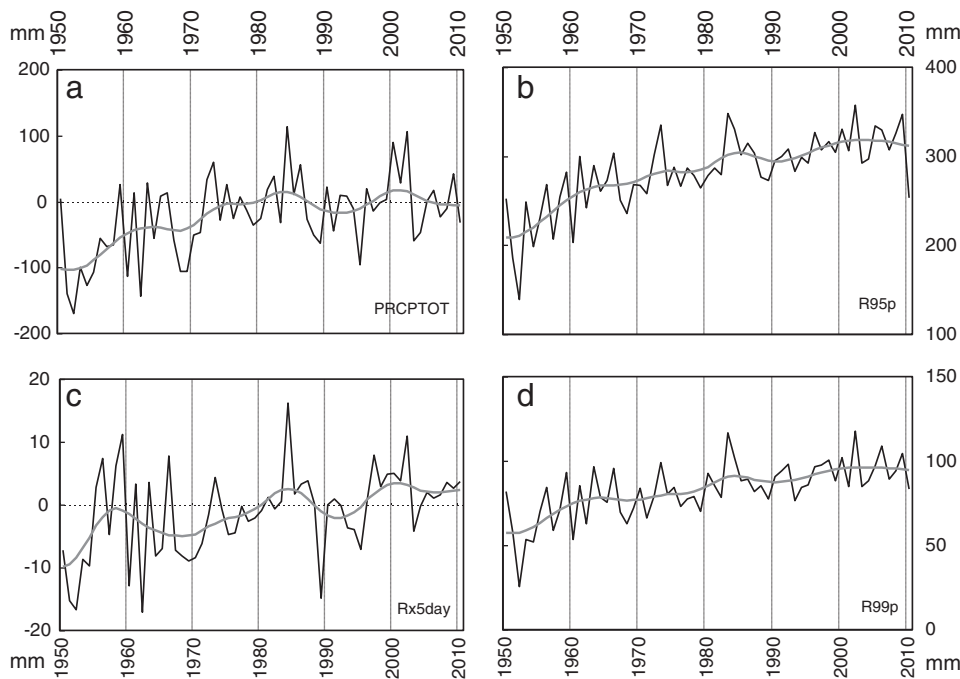 mm 1950 1960 1970 1980 1990 2000 2010
1950 1960 1970 1980 1990 2000 2010 mm
a
200
100
0
-100
-200
PRCPTOT
b
400
300
200
100
R95p
c
20
10
0
-10
-20
Rx5day
d
150
100
50
0
R99p
mm 1950 1960 1970 1980 1990 2000 2010
1950 1960 1970 1980 1990 2000 2010 mm